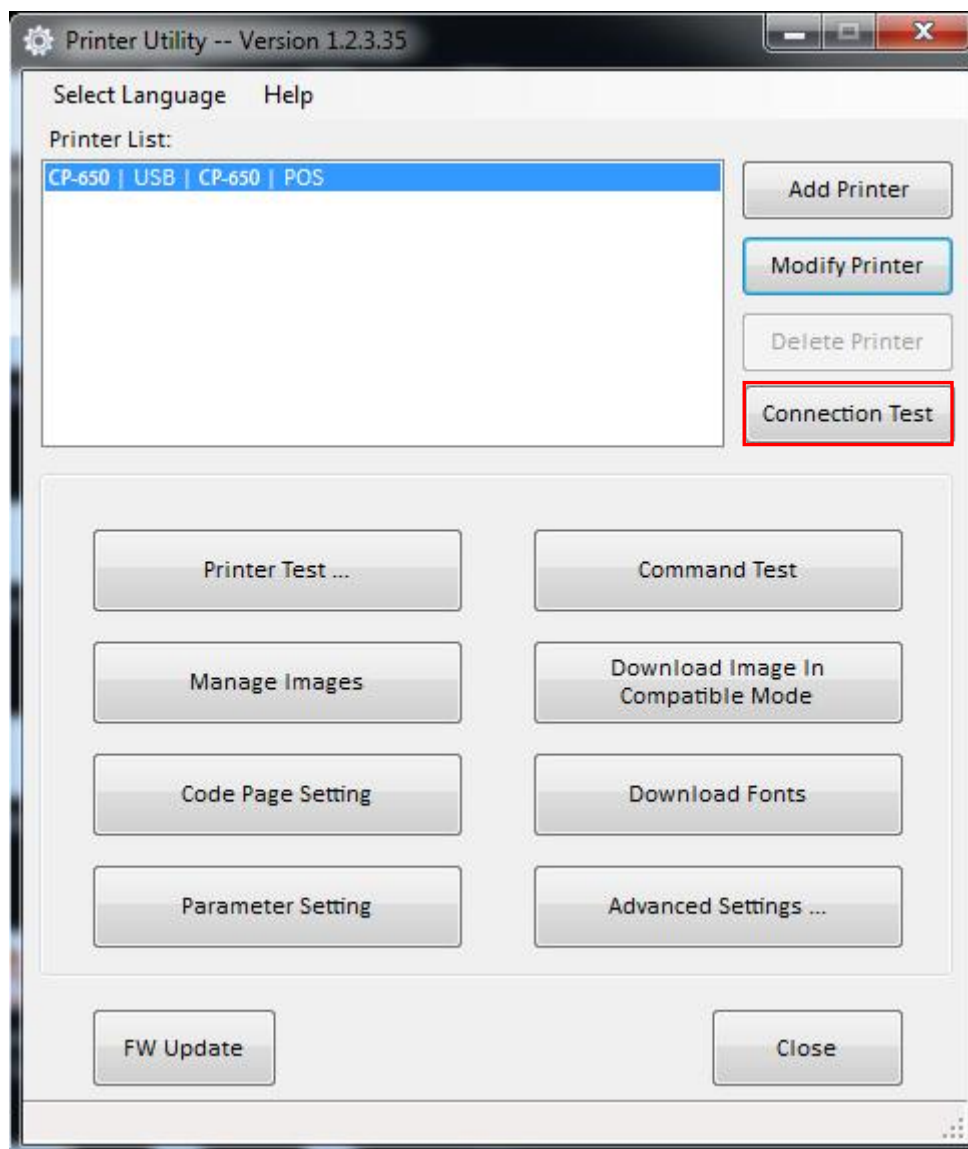 Printer Utility -- Version 1.2.3.35
Select Language Help
Printer List:
CP-650 | USB | CP-650 | POS
Add Printer
Modify Printer
Delete Printer
Connection Test
Printer Test ...
Command Test
Manage Images
Download Image In
Compatible Mode
Code Page Setting
Download Fonts
Parameter Setting
Advanced Settings ...
FW Update
Close